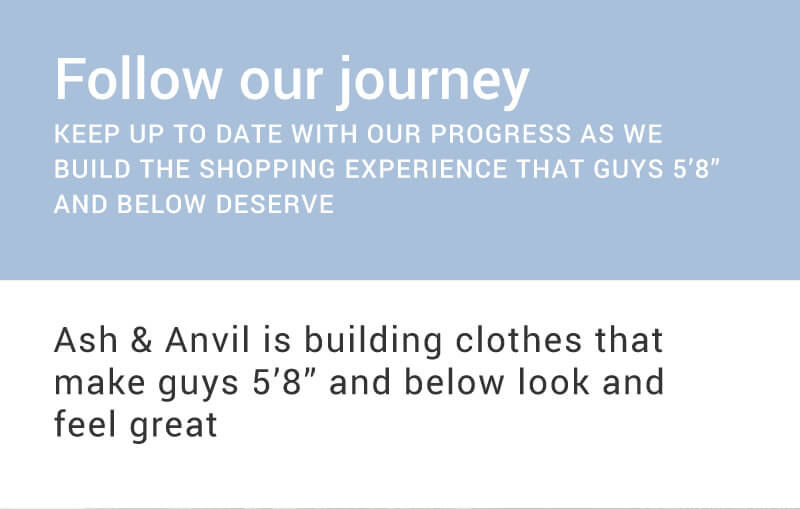 Follow our journey
KEEP UP TO DATE WITH OUR PROGRESS AS WE
BUILD THE SHOPPING EXPERIENCE THAT GUYS 5’8”
AND BELOW DESERVE
Ash & Anvil is building clothes that
make guys 5’8” and below look and
feel great